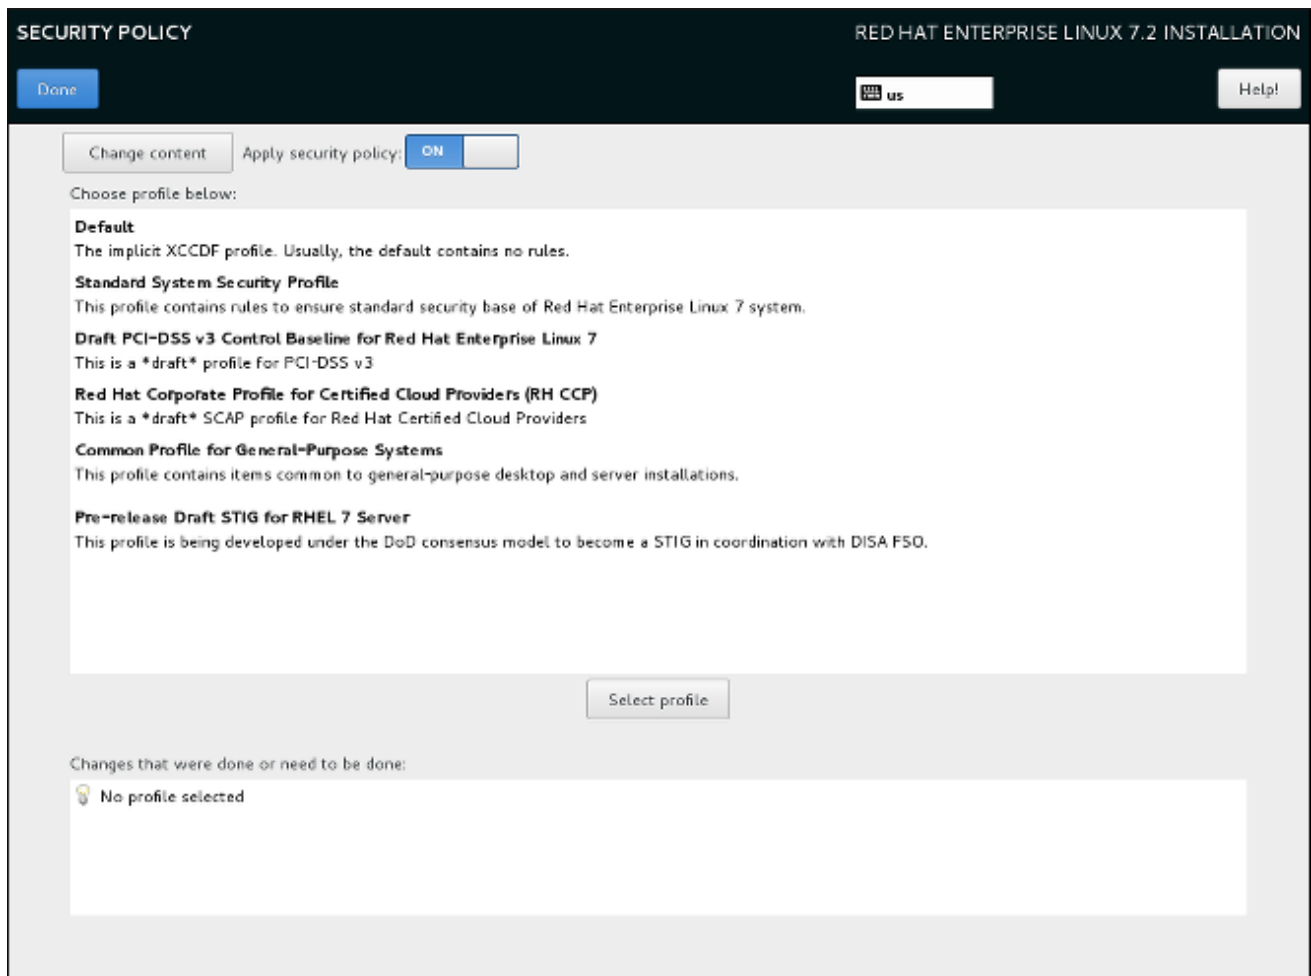 SECURITY POLICY
RED HAT ENTERPRISE LINUX 7.2 INSTALLATION
Done
us
Help!
Change content
Apply security policy:
ON
Choose profile below:
Default
The implicit XCCDF profile. Usually, the default contains no rules.
Standard System Security Profile
This profile contains rules to ensure standard security base of Red Hat Enterprise Linux 7 system.
Draft PCI-DSS v3 Control Baseline for Red Hat Enterprise Linux 7
This is a *draft* profile for PCI-DSS v3
Red Hat Corporate Profile for Certified Cloud Providers (RH CCP)
This is a *draft* SCAP profile for Red Hat Certified Cloud Providers
Common Profile for General-Purpose Systems
This profile contains items common to general-purpose desktop and server installations.
Pre-release Draft STIG for RHEL 7 Server
This profile is being developed under the DoD consensus model to become a STIG in coordination with DISA FSO.
Select profile
Changes that were done or need to be done:
No profile selected